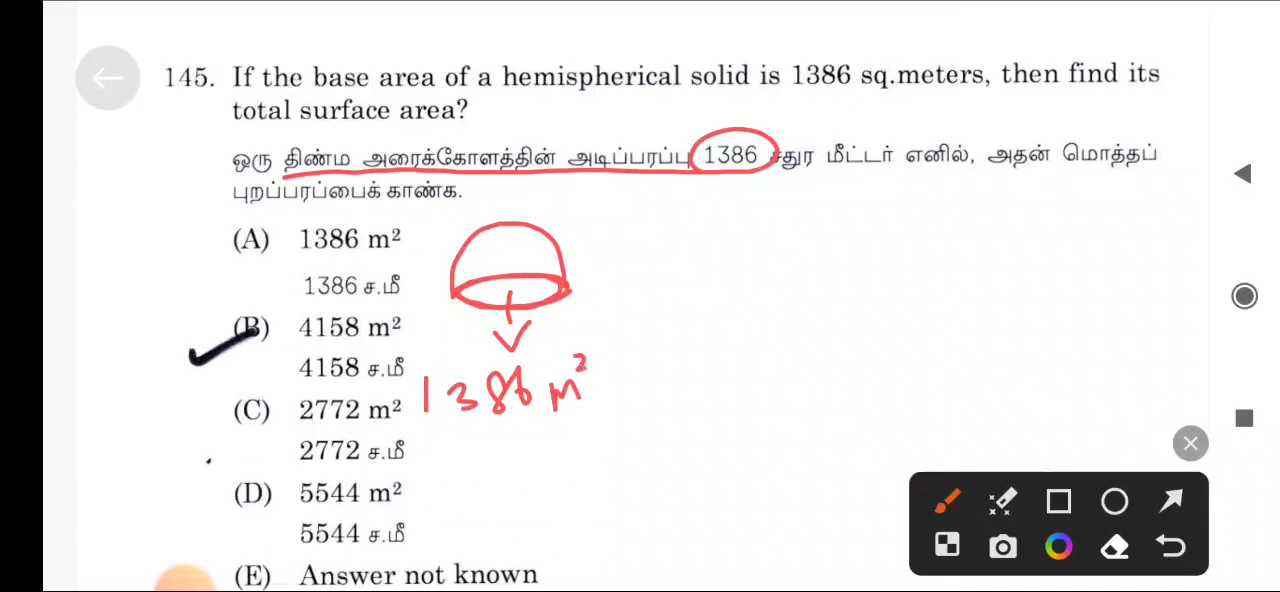 145. If the base area of a hemispherical solid is 1386 sq.meters, then find its
total surface area?
ஒரு திண்ம அரைக்கோளத்தின் அடிப்பரப்பு 1386 சதுர மீட்டர் எனில், அதன் மொத்தப்
புறப்பரப்பைக் காண்க.
(A) 1386 m²
1386 ச.மீ
(B) 4158 m²
4158 ச.மீ
(C) 2772 m²
2772 ச.மீ
(D) 5544 m²
5544 ச.மீ
(E) Answer not known
1386 m²